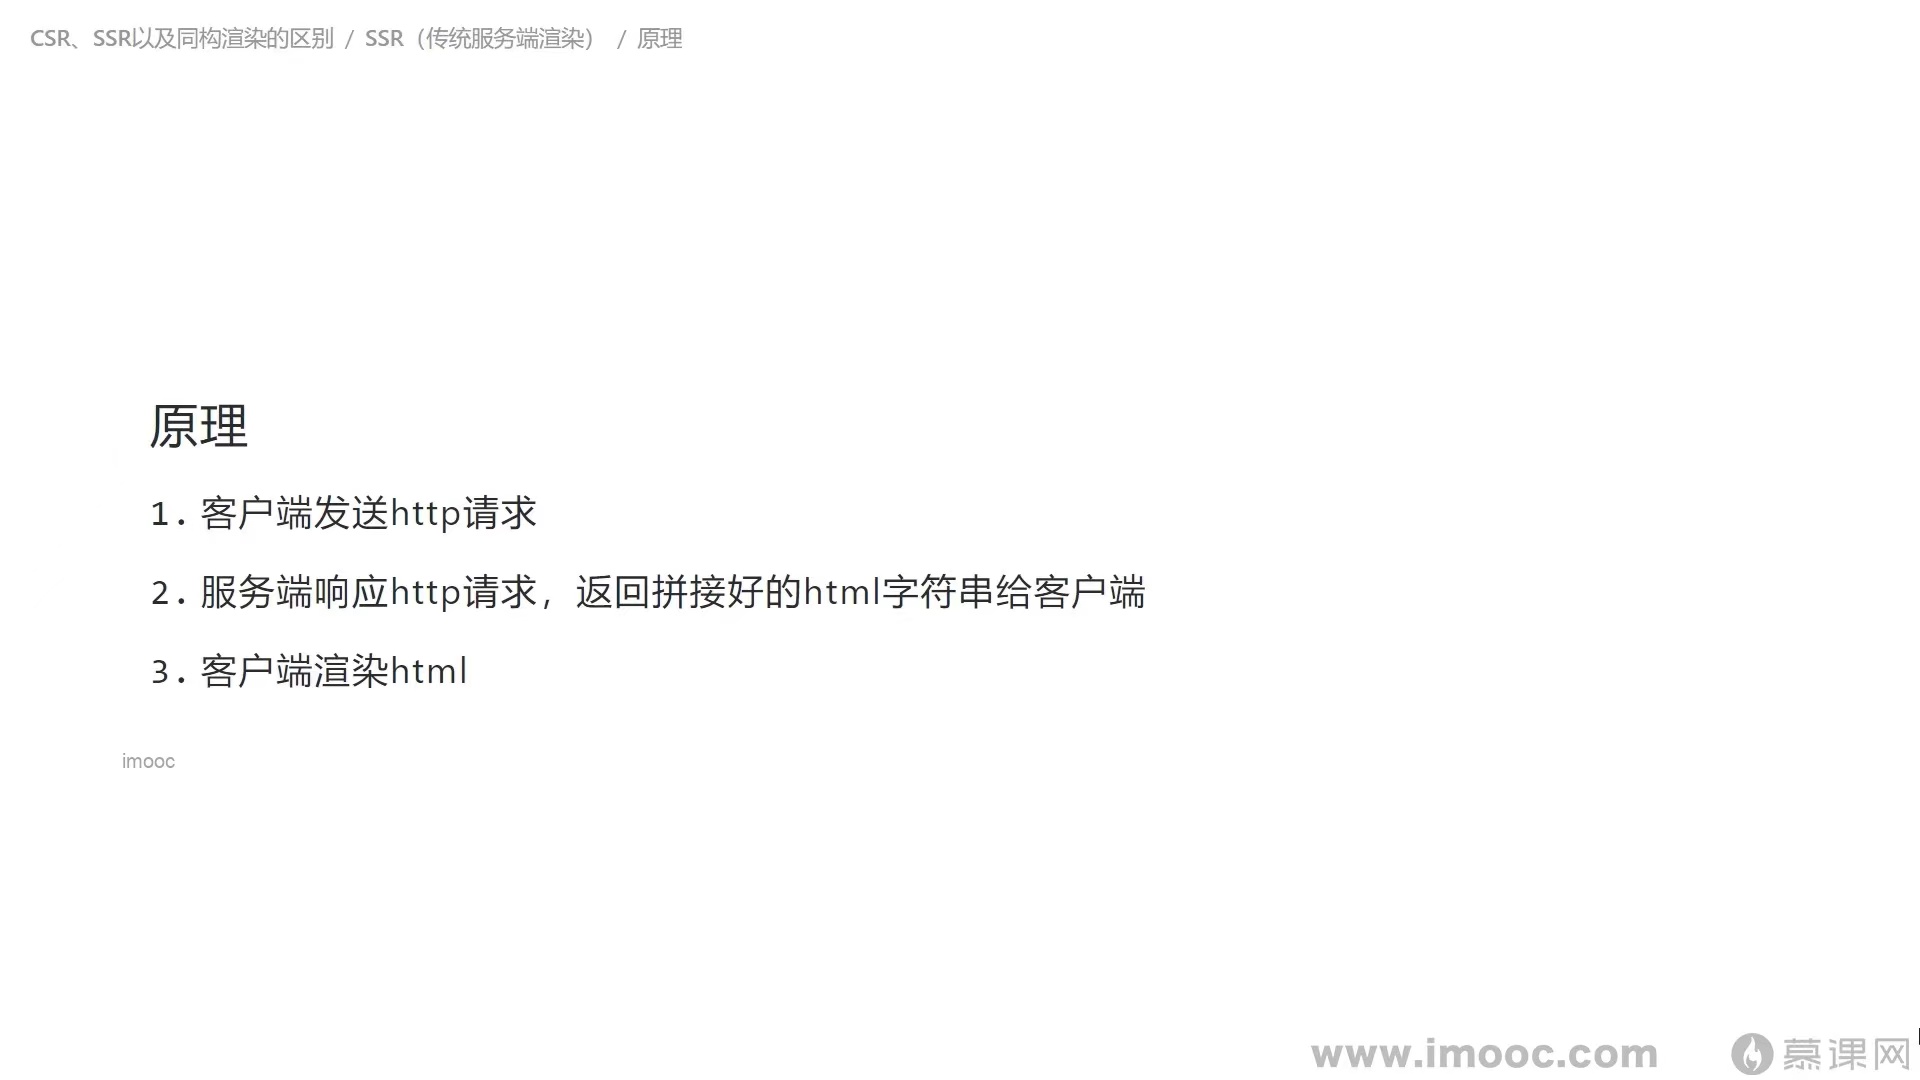 CSR、SSR以及同构渲染的区别 / SSR（传统服务端渲染） / 原理
原理
1. 客户端发送http请求
2. 服务端响应http请求，返回拼接好的html字符串给客户端
3. 客户端渲染html
imooc
www.imooc.com 慕课网